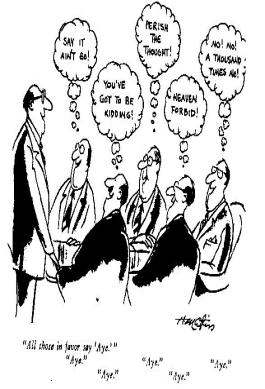 SAY IT
AIN'T SO!
YOU'VE
GOT TO BE
KIDDING!
PERISH
THE
THOUGHT!
HEAVEN
FORBID!
NO! NO!
A THOUSAND
TIMES NO!
"All those in favor say 'Aye.'"
"Aye."
"Aye."
"Aye."
"Aye."
"Aye."